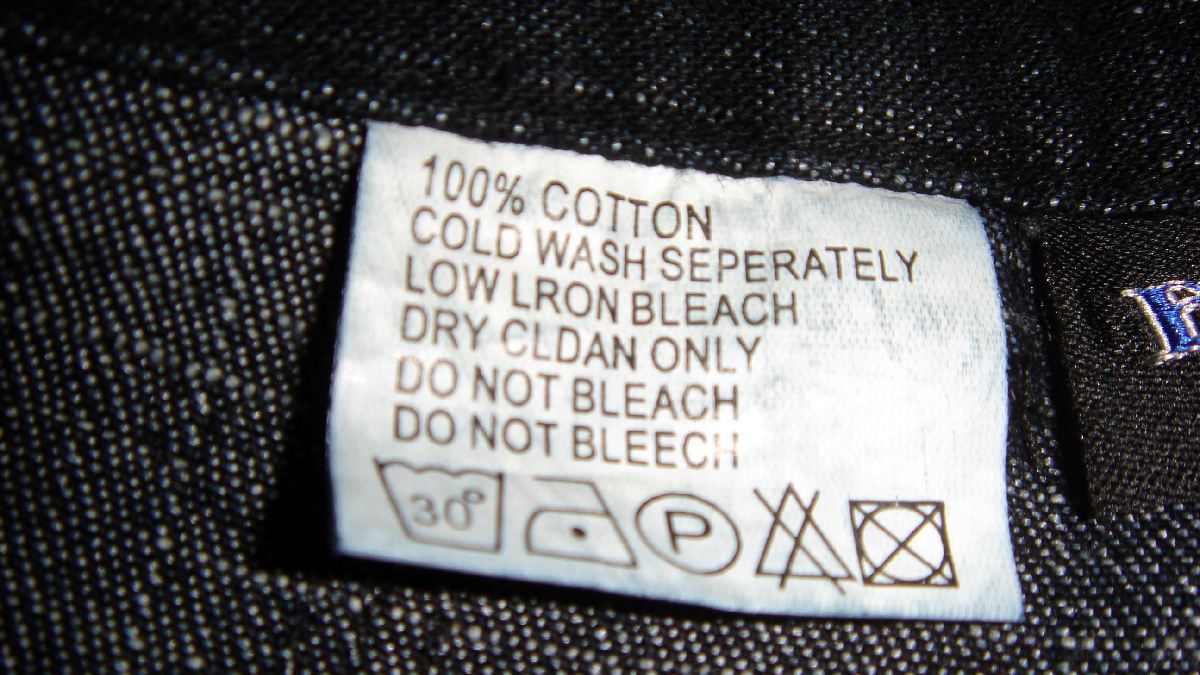 100% COTTON
COLD WASH SEPERATELY
LOW LRON BLEACH
DRY CLDAN ONLY
DO NOT BLEACH
DO NOT BLEECH
30° P